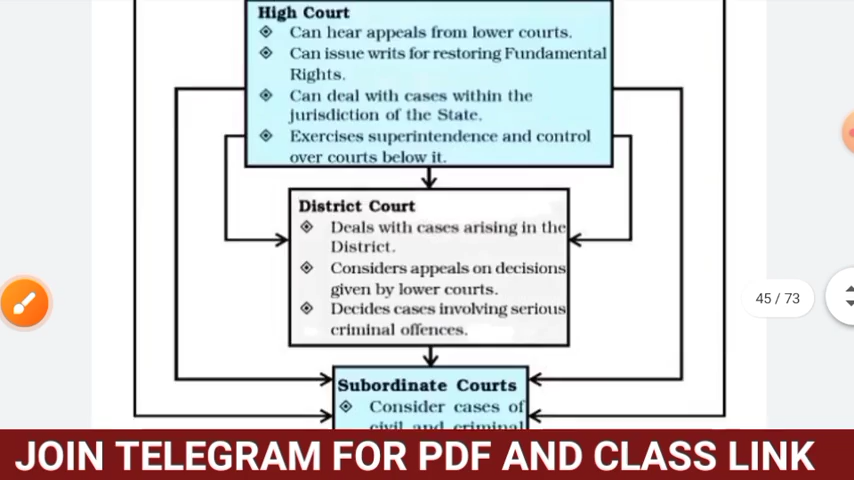 High Court
Can hear appeals from lower courts.
Can issue writs for restoring Fundamental
Rights.
Can deal with cases within the
jurisdiction of the State.
Exercises superintendence and control
over courts below it.
District Court
Deals with cases arising in the
District.
Considers appeals on decisions
given by lower courts.
Decides cases involving serious
criminal offences.
45 / 73
Subordinate Courts
Consider cases of
civil and criminal
JOIN TELEGRAM FOR PDF AND CLASS LINK